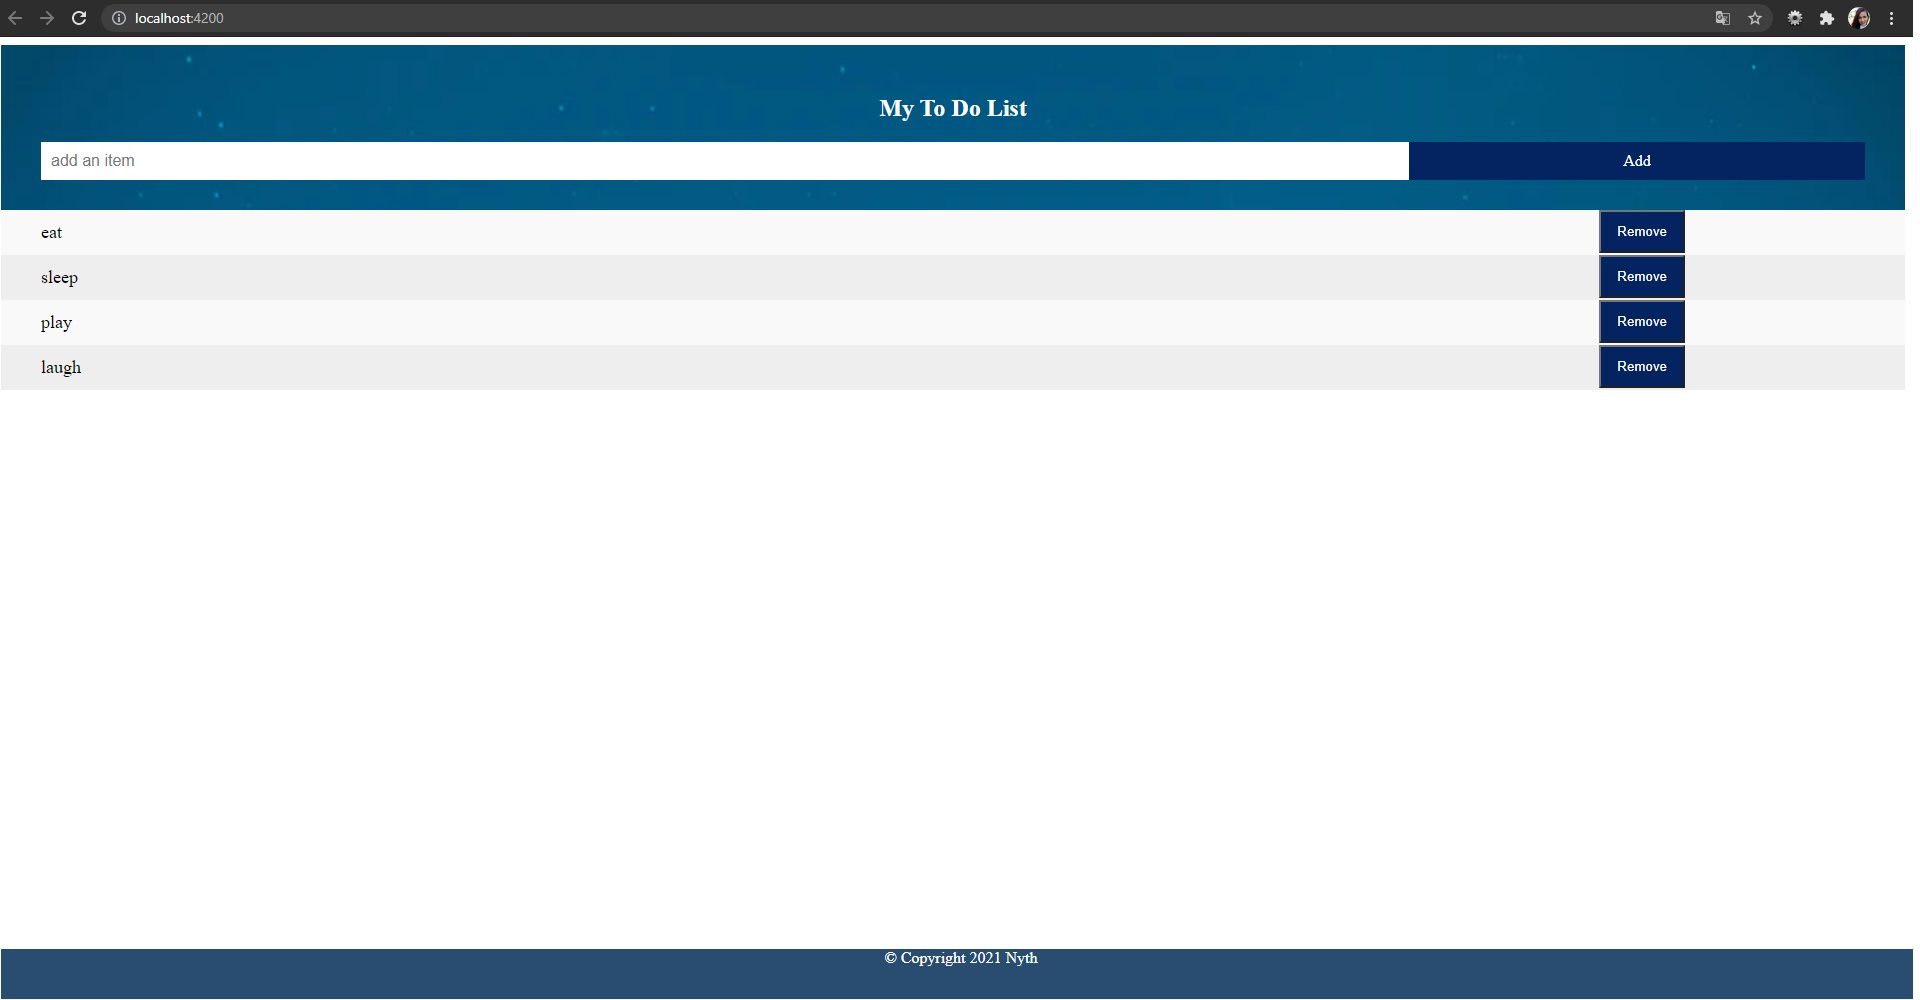 localhost:4200
My To Do List
add an item Add
eat Remove
sleep Remove
play Remove
laugh Remove
© Copyright 2021 Nyth